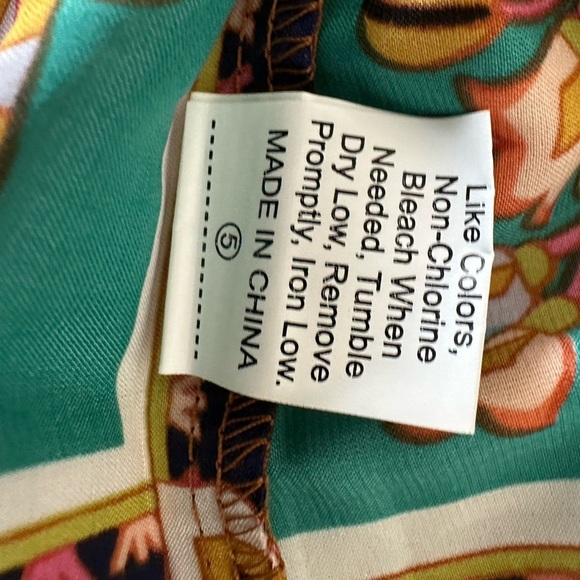 Like Colors,
Non-Chlorine
Bleach When
Needed, Tumble
Dry Low, Remove
Promptly, Iron Low.
MADE IN CHINA
⑤